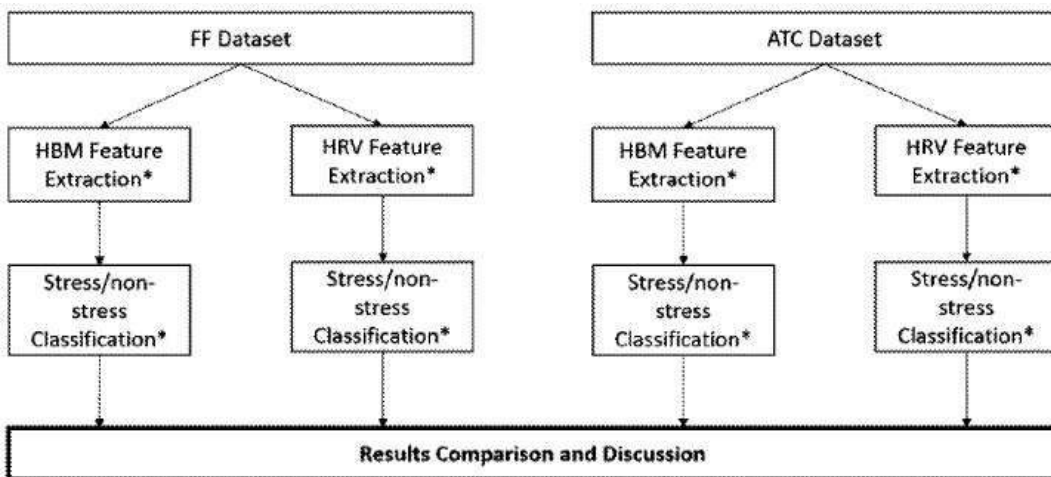 FF Dataset
ATC Dataset
HBM Feature
Extraction*
HRV Feature
Extraction*
HBM Feature
Extraction*
HRV Feature
Extraction*
Stress/non-
stress
Classification*
Stress/non-
stress
Classification*
Stress/non-
stress
Classification*
Stress/non-
stress
Classification*
Results Comparison and Discussion